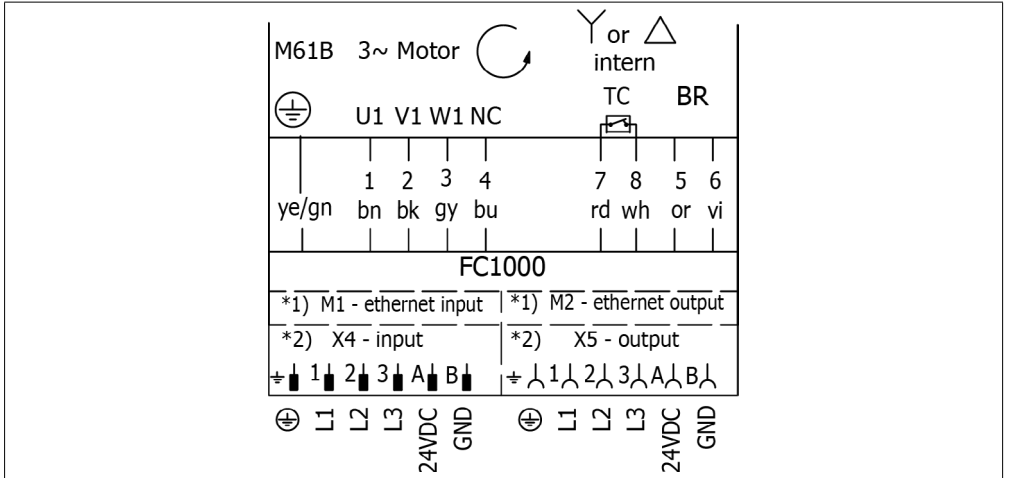 M61B 3~ Motor Y or △
intern
TC BR
U1 V1 W1 NC
1 2 3 4 7 8 5 6
ye/gn bn bk gy bu rd wh or vi
FC1000
*1) M1 - ethernet input *1) M2 - ethernet output
*2) X4 - input *2) X5 - output
1 2 3 A B 1 2 3 A B
L1 L2 L3 24VDC GND L1 L2 L3 24VDC GND